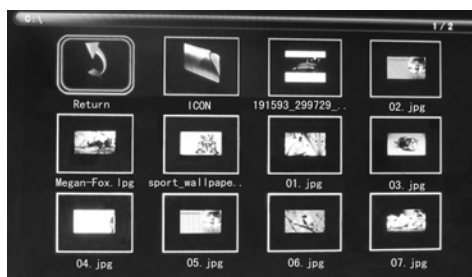 C:\
1/2
Return
ICON
191593_299729_..
02.jpg
Megan-Fox.jpg
sport_wallpape..
01.jpg
03.jpg
04.jpg
05.jpg
06.jpg
07.jpg